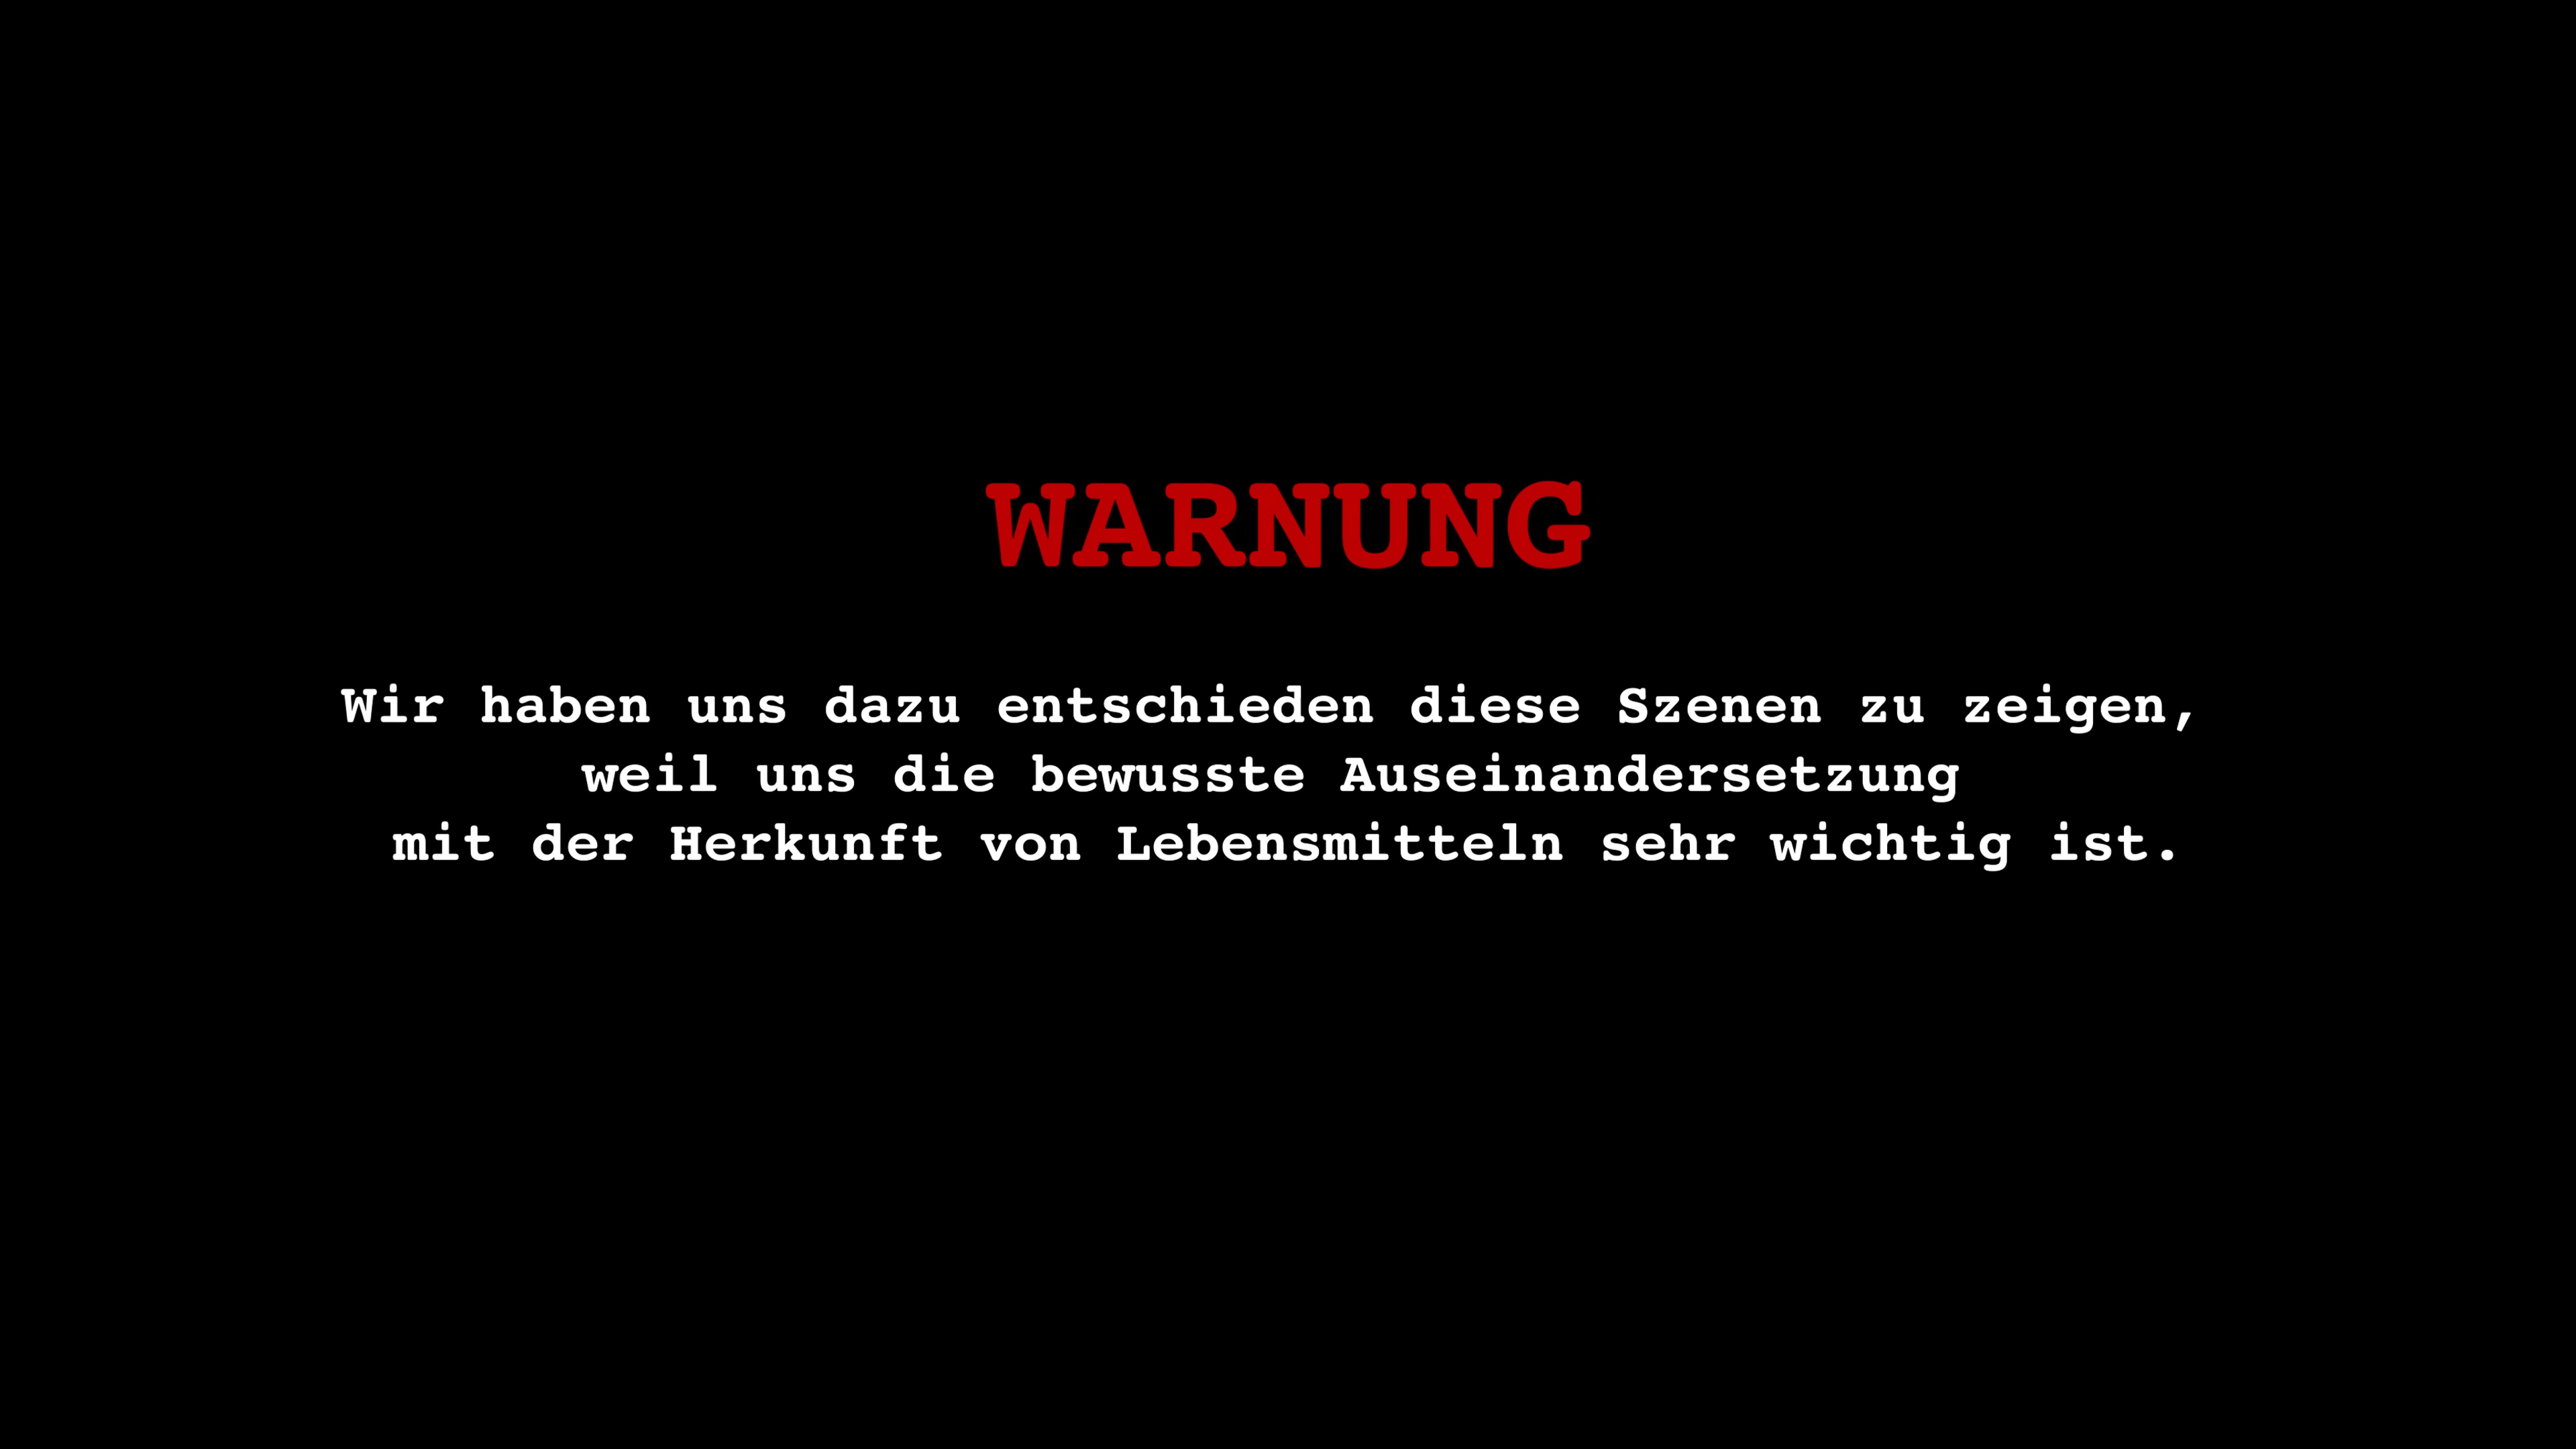 WARNUNG
Wir haben uns dazu entschieden diese Szenen zu zeigen,
weil uns die bewusste Auseinandersetzung
mit der Herkunft von Lebensmitteln sehr wichtig ist.